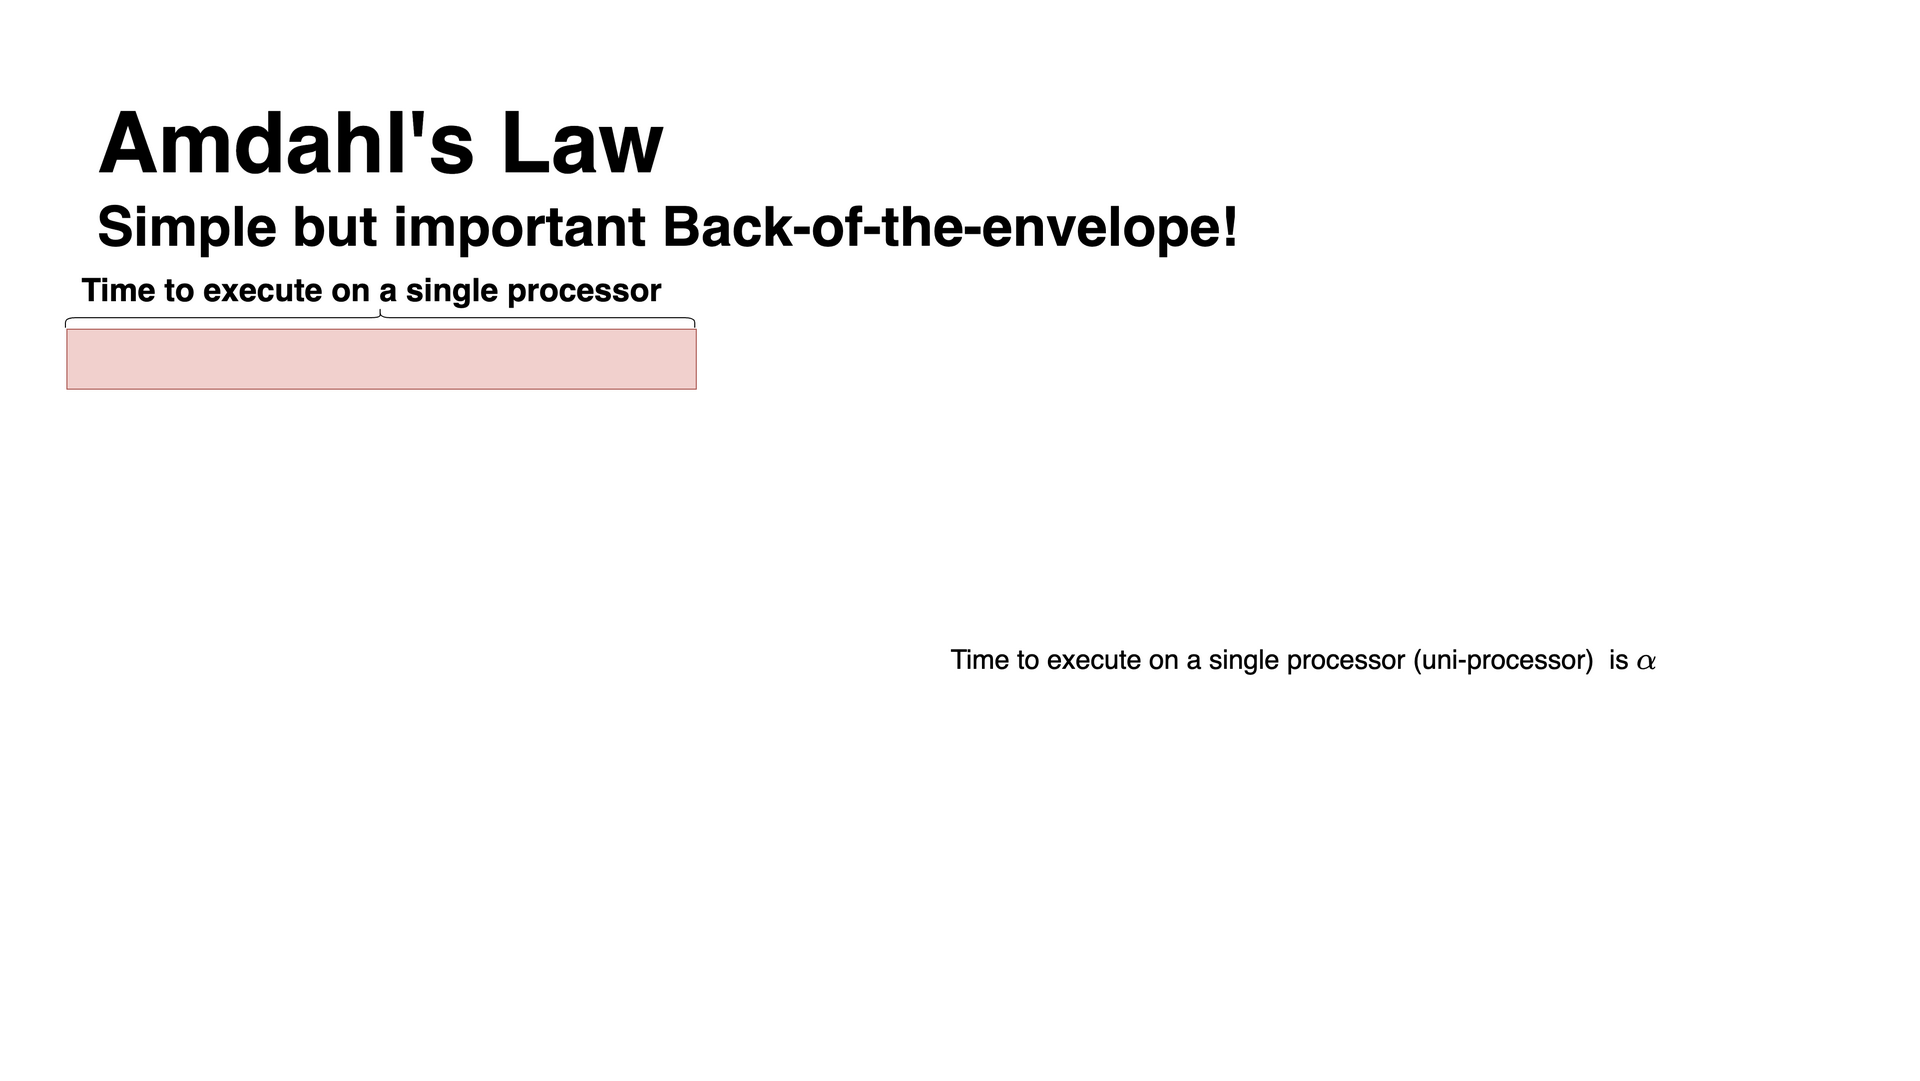 Amdahl's Law
Simple but important Back-of-the-envelope!
Time to execute on a single processor
Time to execute on a single processor (uni-processor)  is α